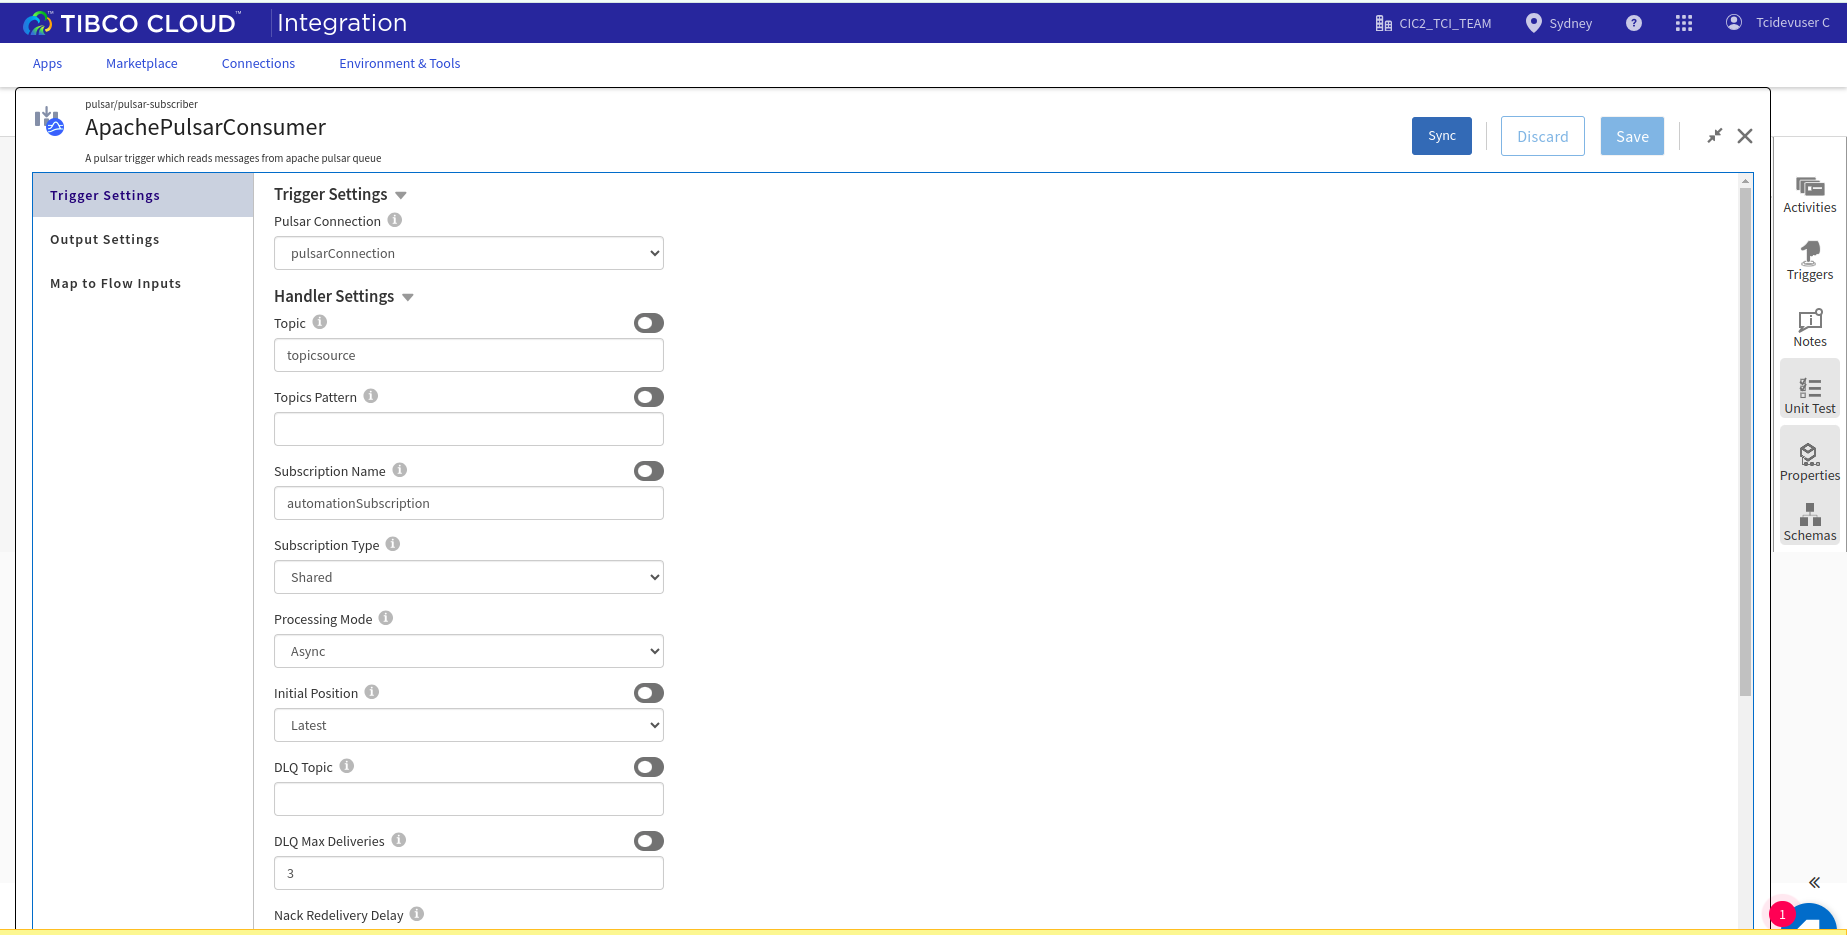 TIBCO CLOUD™ Integration
CIC2_TCI_TEAM Sydney ? Tcidevuser C
Apps Marketplace Connections Environment & Tools
pulsar/pulsar-subscriber
ApachePulsarConsumer
A pulsar trigger which reads messages from apache pulsar queue
Sync Discard Save
Trigger Settings
Output Settings
Map to Flow Inputs
Trigger Settings
Pulsar Connection i
pulsarConnection
Handler Settings
Topic i
topicsource
Topics Pattern i
Subscription Name i
automationSubscription
Subscription Type i
Shared
Processing Mode i
Async
Initial Position i
Latest
DLQ Topic i
DLQ Max Deliveries i
3
Nack Redelivery Delay i
Activities
Triggers
Notes
Unit Test
Properties
Schemas
1